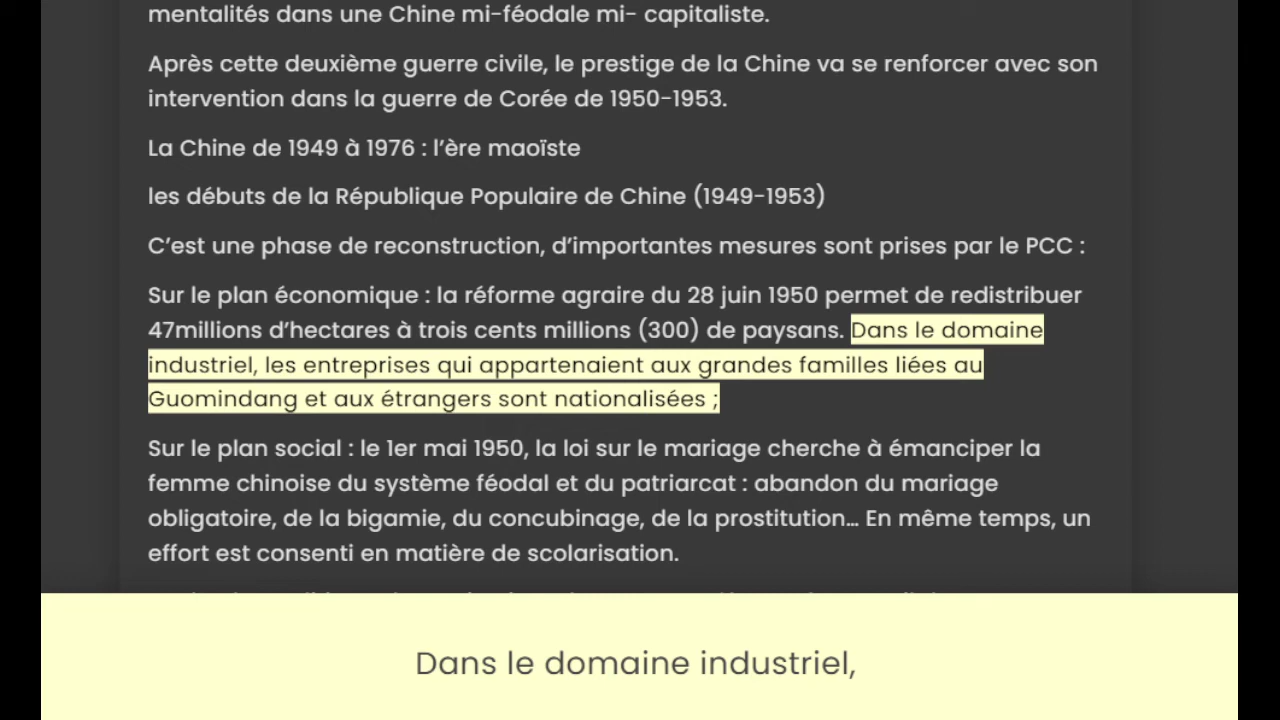 mentalités dans une Chine mi-féodale mi- capitaliste.
Après cette deuxième guerre civile, le prestige de la Chine va se renforcer avec son
intervention dans la guerre de Corée de 1950-1953.
La Chine de 1949 à 1976 : l’ère maoïste
les débuts de la République Populaire de Chine (1949-1953)
C’est une phase de reconstruction, d’importantes mesures sont prises par le PCC :
Sur le plan économique : la réforme agraire du 28 juin 1950 permet de redistribuer
47millions d’hectares à trois cents millions (300) de paysans. Dans le domaine
industriel, les entreprises qui appartenaient aux grandes familles liées au
Guomindang et aux étrangers sont nationalisées ;
Sur le plan social : le 1er mai 1950, la loi sur le mariage cherche à émanciper la
femme chinoise du système féodal et du patriarcat : abandon du mariage
obligatoire, de la bigamie, du concubinage, de la prostitution… En même temps, un
effort est consenti en matière de scolarisation.
Dans le domaine industriel,